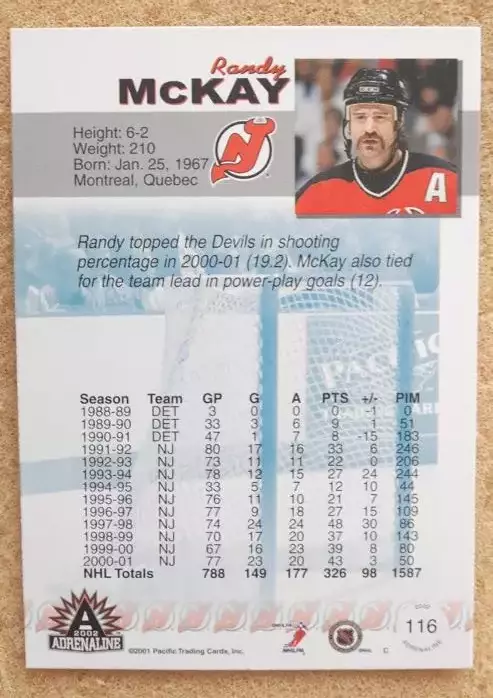 Randy
McKAY
Height: 6-2
Weight: 210
Born: Jan. 25, 1967
Montreal, Quebec
A
Randy topped the Devils in shooting
percentage in 2000-01 (19.2). McKay also tied
for the team lead in power-play goals (12).
Season Team GP G A PTS +/- PIM
1988-89 DET 3 0 0 0 -1 0
1989-90 DET 33 3 6 9 1 51
1990-91 DET 47 1 7 8 -15 183
1991-92 NJ 80 17 16 33 6 246
1992-93 NJ 73 11 11 22 0 206
1993-94 NJ 78 12 15 27 24 244
1994-95 NJ 33 5 7 12 10 44
1995-96 NJ 76 11 10 21 7 145
1996-97 NJ 77 9 18 27 15 109
1997-98 NJ 74 24 24 48 30 86
1998-99 NJ 70 17 20 37 10 143
1999-00 NJ 67 16 23 39 8 80
2000-01 NJ 77 23 20 43 3 50
NHL Totals 788 149 177 326 98 1587
A
2002
ADRENALINE
©2001 Pacific Trading Cards, Inc.
NHL
C
116